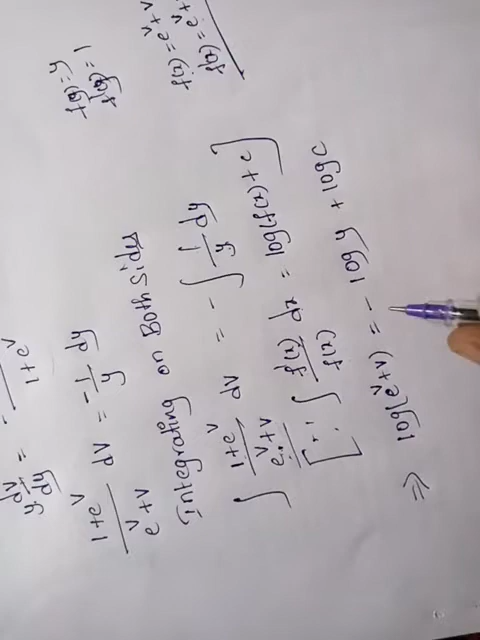 y dv/dy = - /1+e^v
1+e^v/e^v+v dv = -1/y dy
Integrating on Both Sides
∫ 1+e^v/e^v+v dv = -∫ 1/y dy
[∵ ∫ f'(x)/f(x) dx = log(f(x)+c]
⇒ log(e^v+v) = - log y + log c
f(y)=y
f'(y)=1
f(x)=e^v+v
f'(x)=e^v+